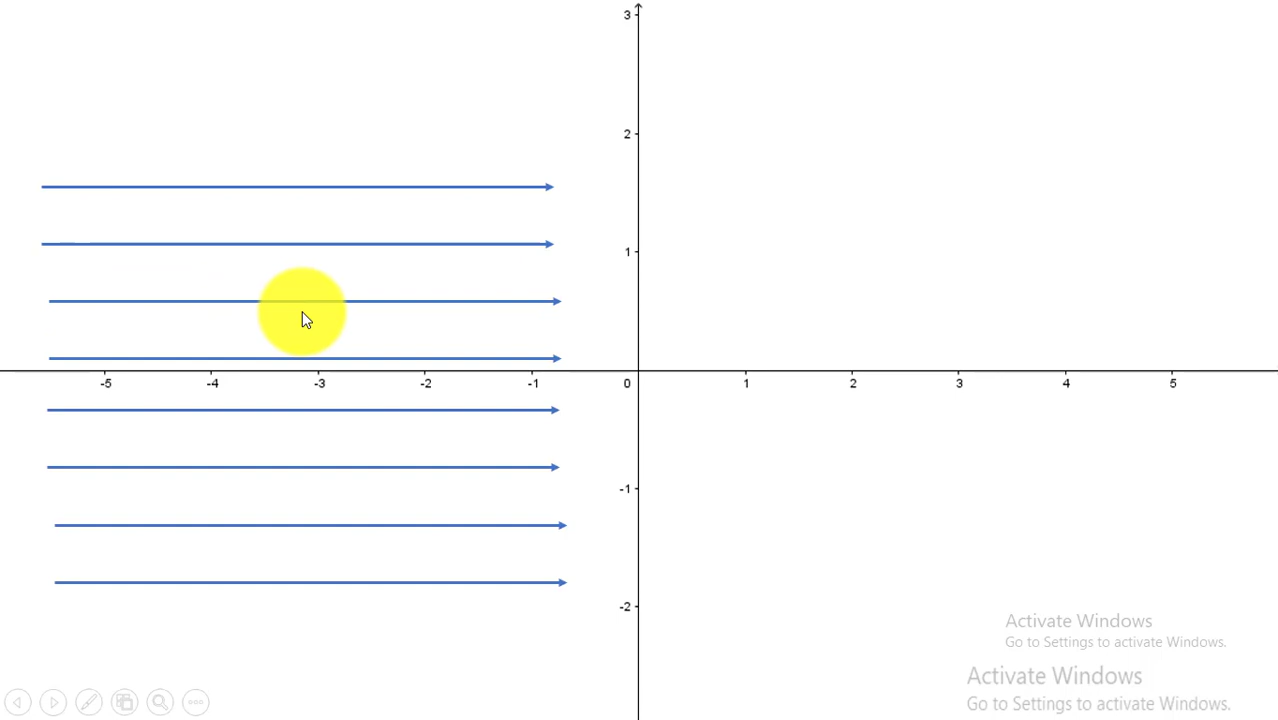 3
2
1
-5 -4 -3 -2 -1 0 1 2 3 4 5
-1
-2
Activate Windows
Go to Settings to activate Windows.
Activate Windows
Go to Settings to activate Windows.